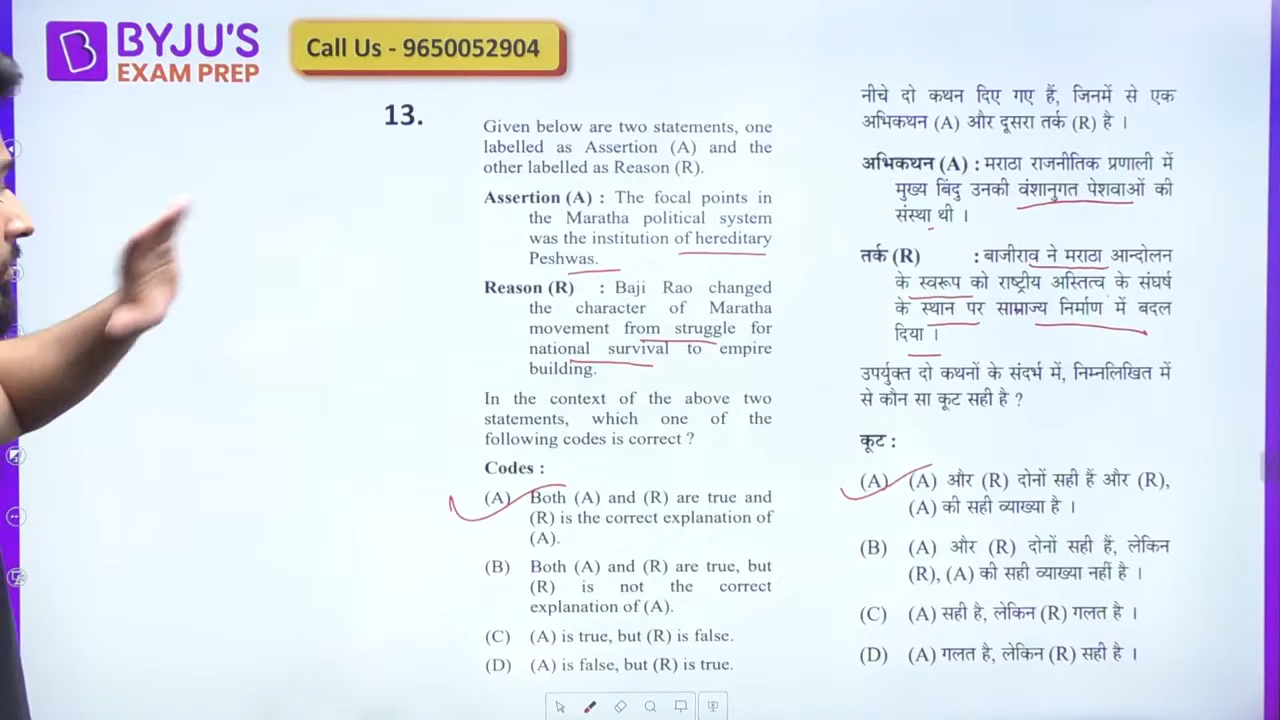 BYJU'S
EXAM PREP
Call Us - 9650052904
13.
Given below are two statements, one
labelled as Assertion (A) and the
other labelled as Reason (R).
Assertion (A) : The focal points in
the Maratha political system
was the institution of hereditary
Peshwas.
Reason (R) : Baji Rao changed
the character of Maratha
movement from struggle for
national survival to empire
building.
In the context of the above two
statements, which one of the
following codes is correct ?
Codes :
(A) Both (A) and (R) are true and
(R) is the correct explanation of
(A).
(B) Both (A) and (R) are true, but
(R) is not the correct
explanation of (A).
(C) (A) is true, but (R) is false.
(D) (A) is false, but (R) is true.
नीचे दो कथन दिए गए हैं, जिनमें से एक
अभिकथन (A) और दूसरा तर्क (R) है ।
अभिकथन (A) : मराठा राजनीतिक प्रणाली में
मुख्य बिंदु उनकी वंशानुगत पेशवाओं की
संस्था थी ।
तर्क (R) : बाजीराव ने मराठा आन्दोलन
के स्वरूप को राष्ट्रीय अस्तित्व के संघर्ष
के स्थान पर साम्राज्य निर्माण में बदल
दिया ।
उपर्युक्त दो कथनों के संदर्भ में, निम्नलिखित में
से कौन सा कूट सही है ?
कूट :
(A) (A) और (R) दोनों सही हैं और (R),
(A) की सही व्याख्या है ।
(B) (A) और (R) दोनों सही हैं, लेकिन
(R), (A) की सही व्याख्या नहीं है ।
(C) (A) सही है, लेकिन (R) गलत है ।
(D) (A) गलत है, लेकिन (R) सही है ।